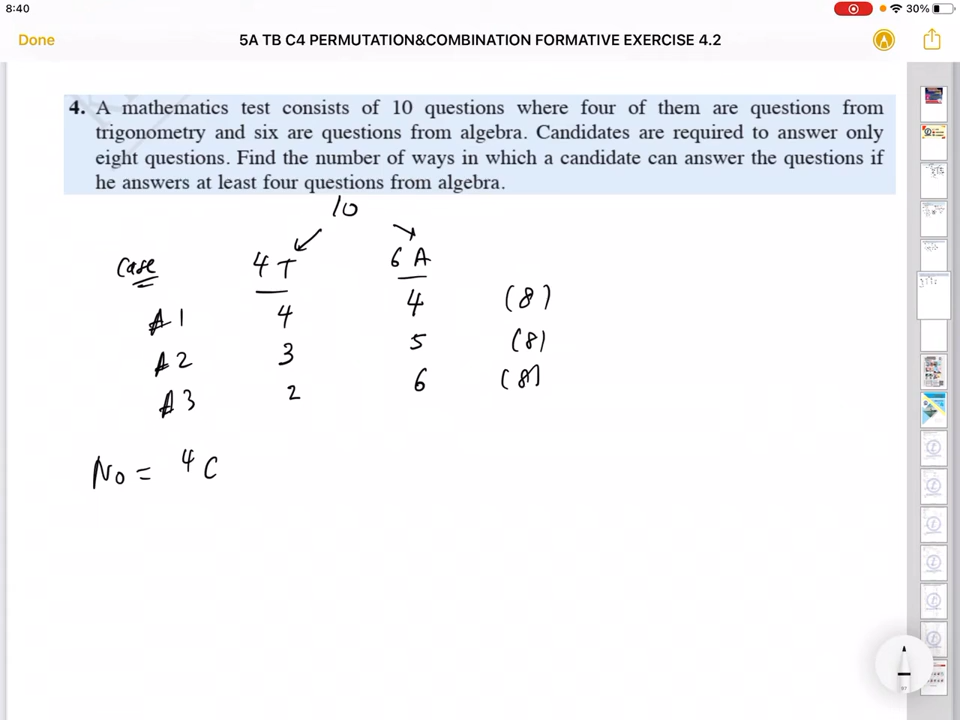 8:40
30%
Done
5A TB C4 PERMUTATION&COMBINATION FORMATIVE EXERCISE 4.2
4. A mathematics test consists of 10 questions where four of them are questions from
trigonometry and six are questions from algebra. Candidates are required to answer only
eight questions. Find the number of ways in which a candidate can answer the questions if
he answers at least four questions from algebra.
10
Case 4 T 6 A
1 4 4 (8)
2 3 5 (8)
3 2 6 (8)
No = ⁴C
97